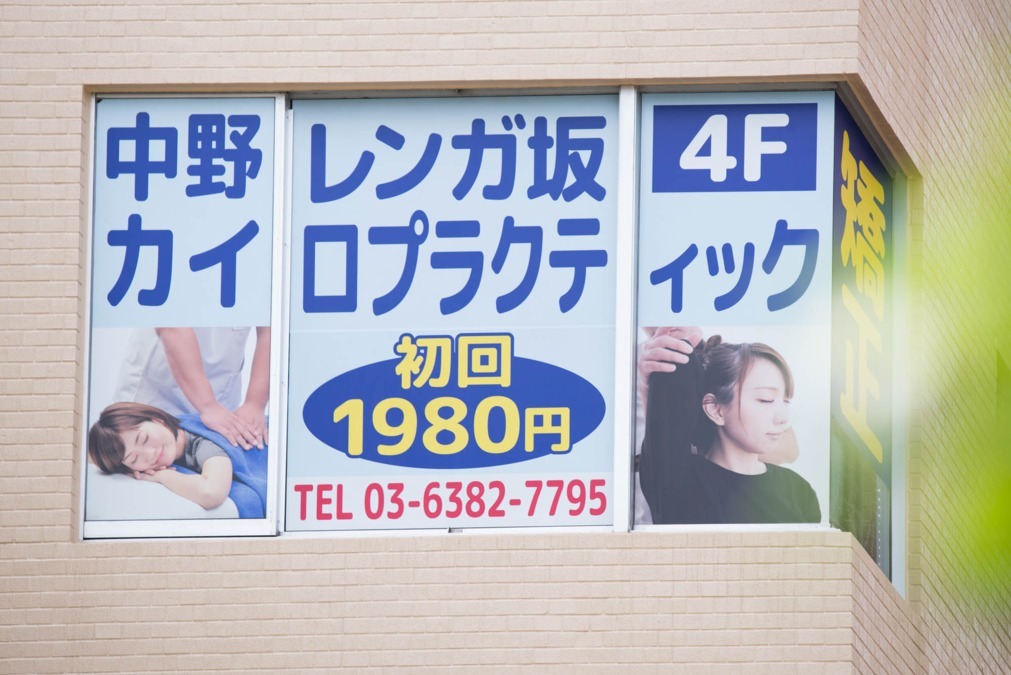 中野レンガ坂 4F
カイロプラクティック
初回
1980円
TEL 03-6382-7795